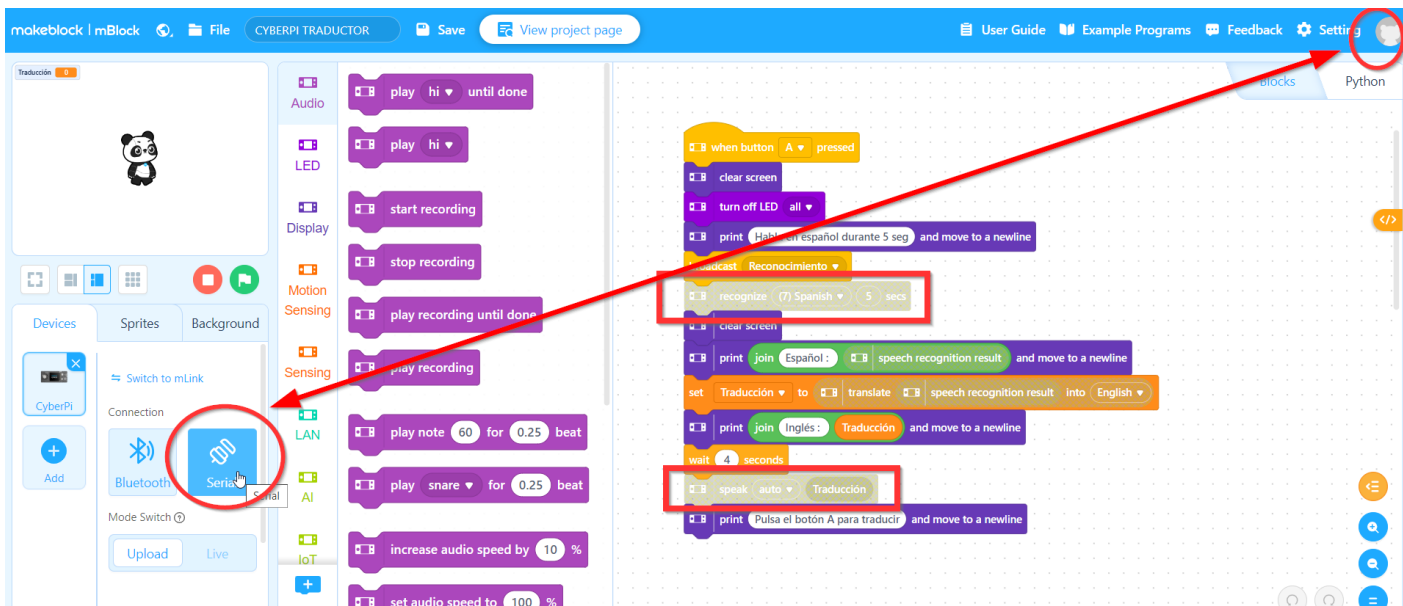 makeblock | mBlock File CYBERPI TRADUCTOR Save View project page User Guide Example Programs Feedback Setting
Traducción 0
Blocks Python
Audio
LED
Display
Motion
Sensing
Sensing
LAN
AI
IoT
play hi until done
play hi
start recording
stop recording
play recording until done
play recording
play note 60 for 0.25 beat
play snare for 0.25 beat
increase audio speed by 10 %
set audio speed to 100 %
when button A pressed
clear screen
turn off LED all
print Habla en español durante 5 seg and move to a newline
broadcast Reconocimiento
recognize (7) Spanish 5 secs
clear screen
print join Español : speech recognition result and move to a newline
set Traducción to translate speech recognition result into English
print join Inglés : Traducción and move to a newline
wait 4 seconds
speak auto Traducción
print Pulsa el botón A para traducir and move to a newline
Devices Sprites Background
CyberPi
Add
Switch to mLink
Connection
Bluetooth
Serial
Serial
Mode Switch
Upload Live